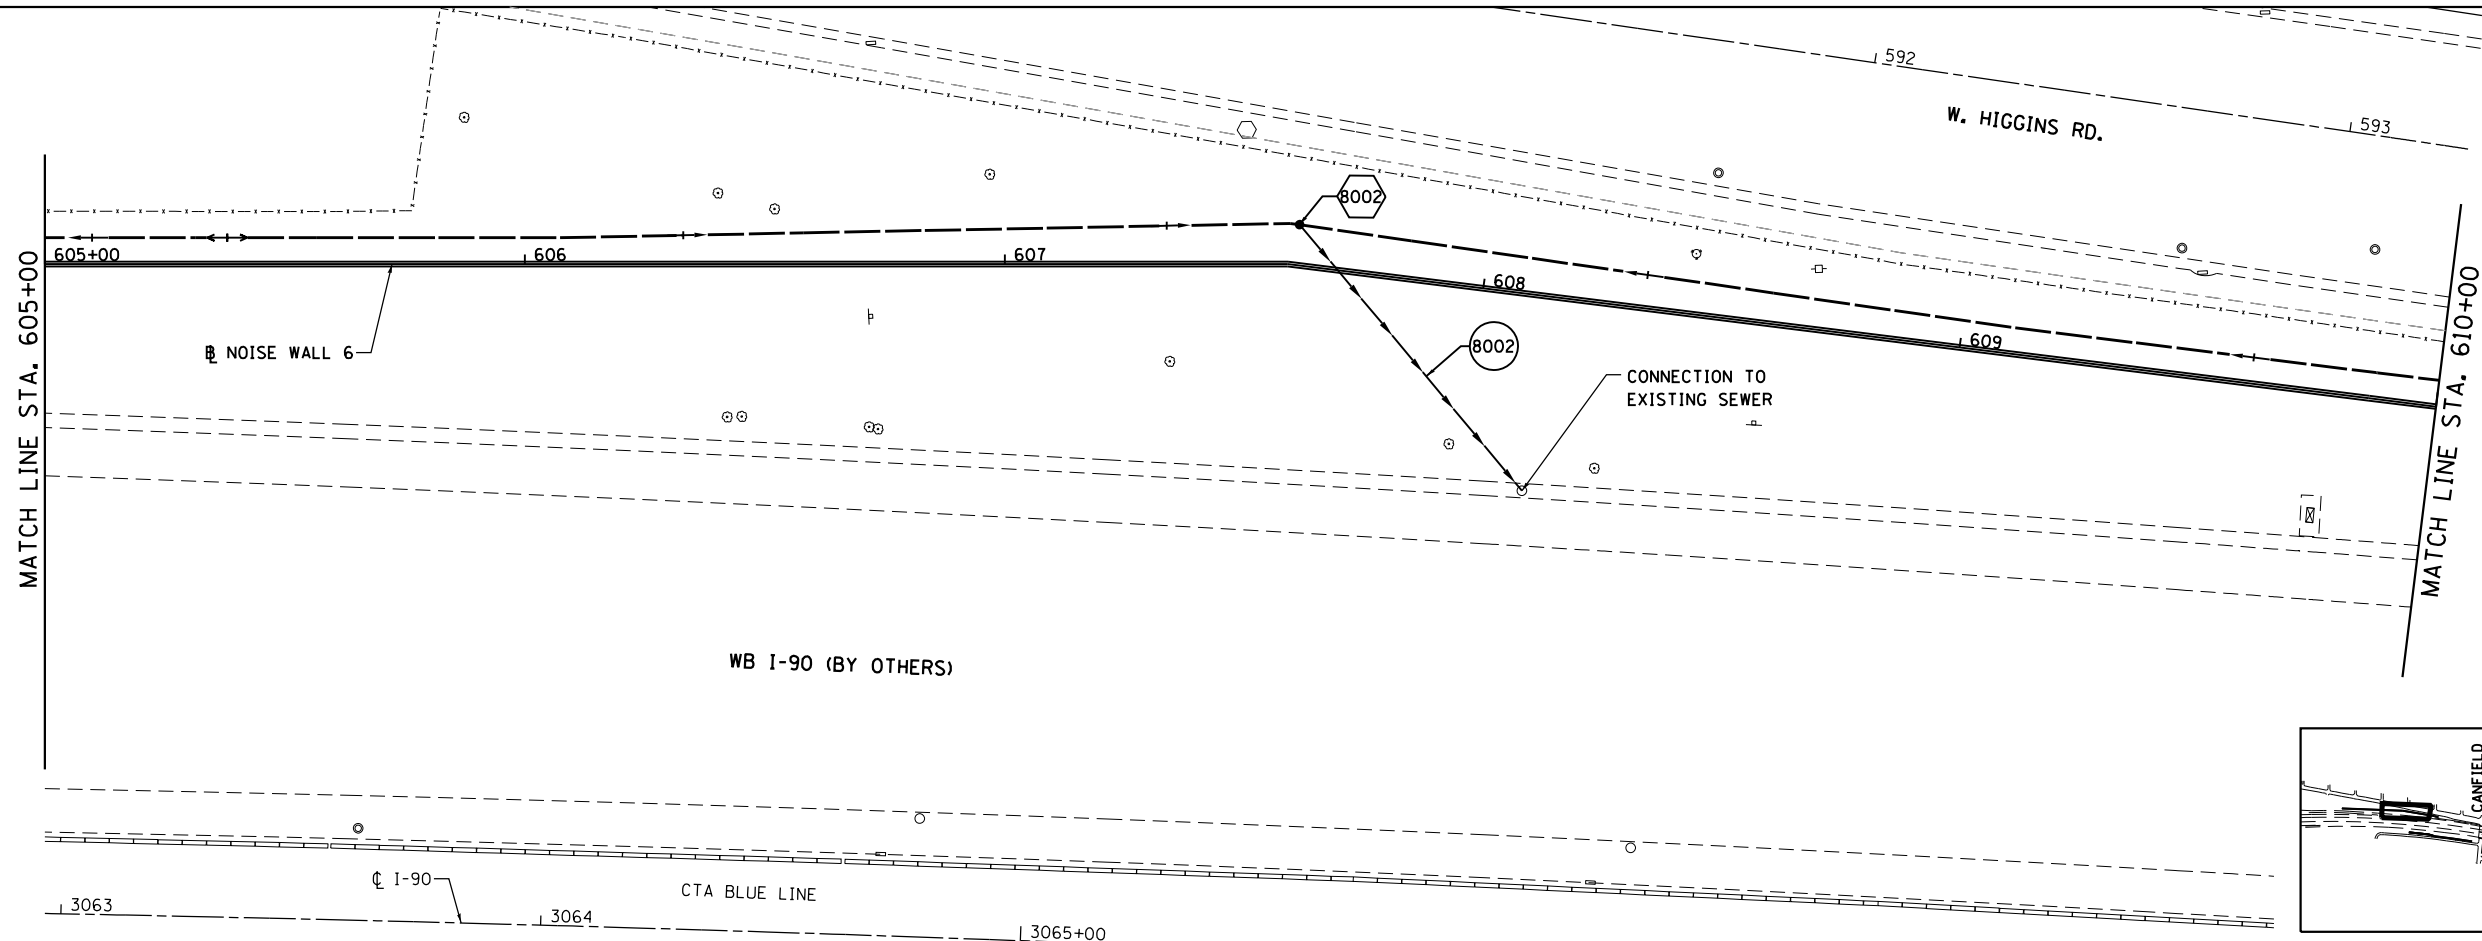 592
593
W. HIGGINS RD.
8002
605+00
606
607
608
609
MATCH LINE STA. 605+00
MATCH LINE STA. 610+00
℄ NOISE WALL 6
8002
CONNECTION TO
EXISTING SEWER
WB I-90 (BY OTHERS)
CANFIELD
℄ I-90
CTA BLUE LINE
3063
3064
3065+00